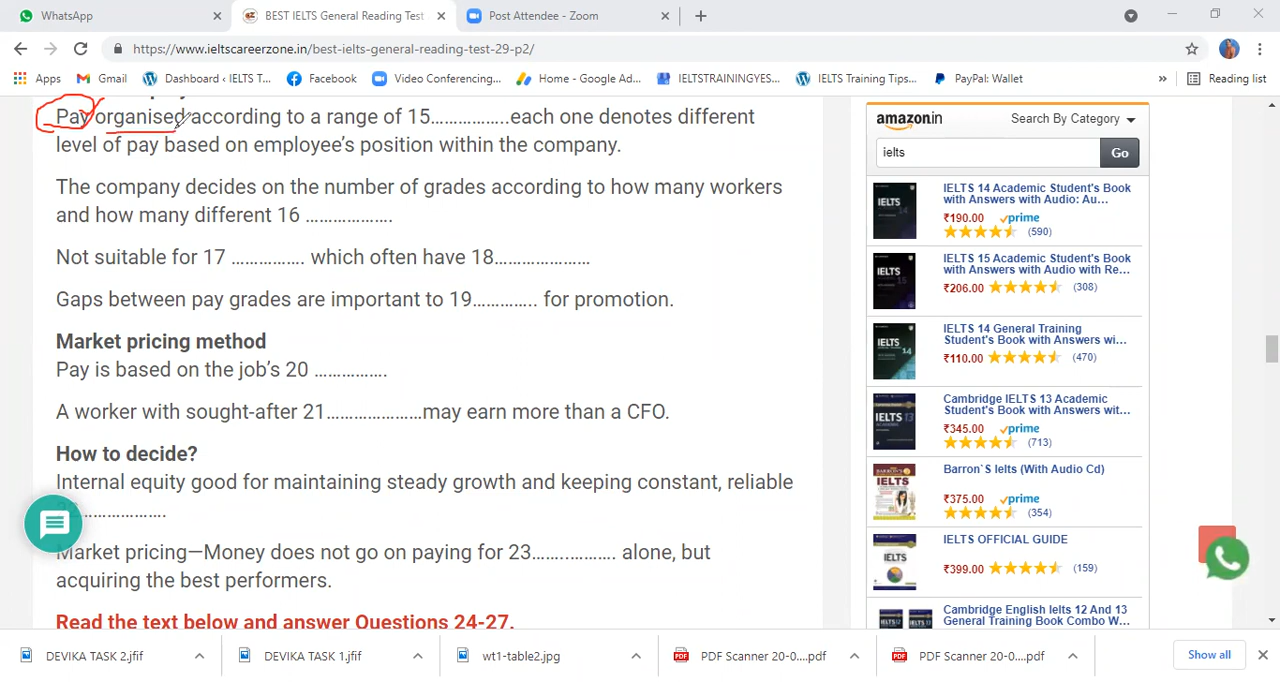 WhatsApp
BEST IELTS General Reading Test
Post Attendee - Zoom
https://www.ieltscareerzone.in/best-ielts-general-reading-test-29-p2/
Apps
Gmail
Dashboard ‹ IELTS T...
Facebook
Video Conferencing...
Home - Google Ad...
IELTSTRAININGYES...
IELTS Training Tips...
PayPal: Wallet
»
Reading list
Pay organised according to a range of 15……………..each one denotes different
level of pay based on employee’s position within the company.
The company decides on the number of grades according to how many workers
and how many different 16 ……………….
Not suitable for 17 …………. which often have 18…………………
Gaps between pay grades are important to 19………….. for promotion.
Market pricing method
Pay is based on the job’s 20 …………….
A worker with sought-after 21…………………may earn more than a CFO.
How to decide?
Internal equity good for maintaining steady growth and keeping constant, reliable
…………….
Market pricing—Money does not go on paying for 23……..………. alone, but
acquiring the best performers.
Read the text below and answer Questions 24-27.
amazon.in
Search By Category
ielts
Go
IELTS 14 Academic Student's Book
with Answers with Audio: Au...
₹190.00 prime
(590)
IELTS 15 Academic Student's Book
with Answers with Audio with Re...
₹206.00
(308)
IELTS 14 General Training
Student's Book with Answers wi...
₹110.00
(470)
Cambridge IELTS 13 Academic
Student's Book with Answers wit...
₹345.00 prime
(713)
Barron`S Ielts (With Audio Cd)
₹375.00 prime
(354)
IELTS OFFICIAL GUIDE
₹399.00
(159)
Cambridge English Ielts 12 And 13
General Training Book Combo W...
DEVIKA TASK 2.jfif
DEVIKA TASK 1.jfif
wt1-table2.jpg
PDF Scanner 20-0....pdf
PDF Scanner 20-0....pdf
Show all